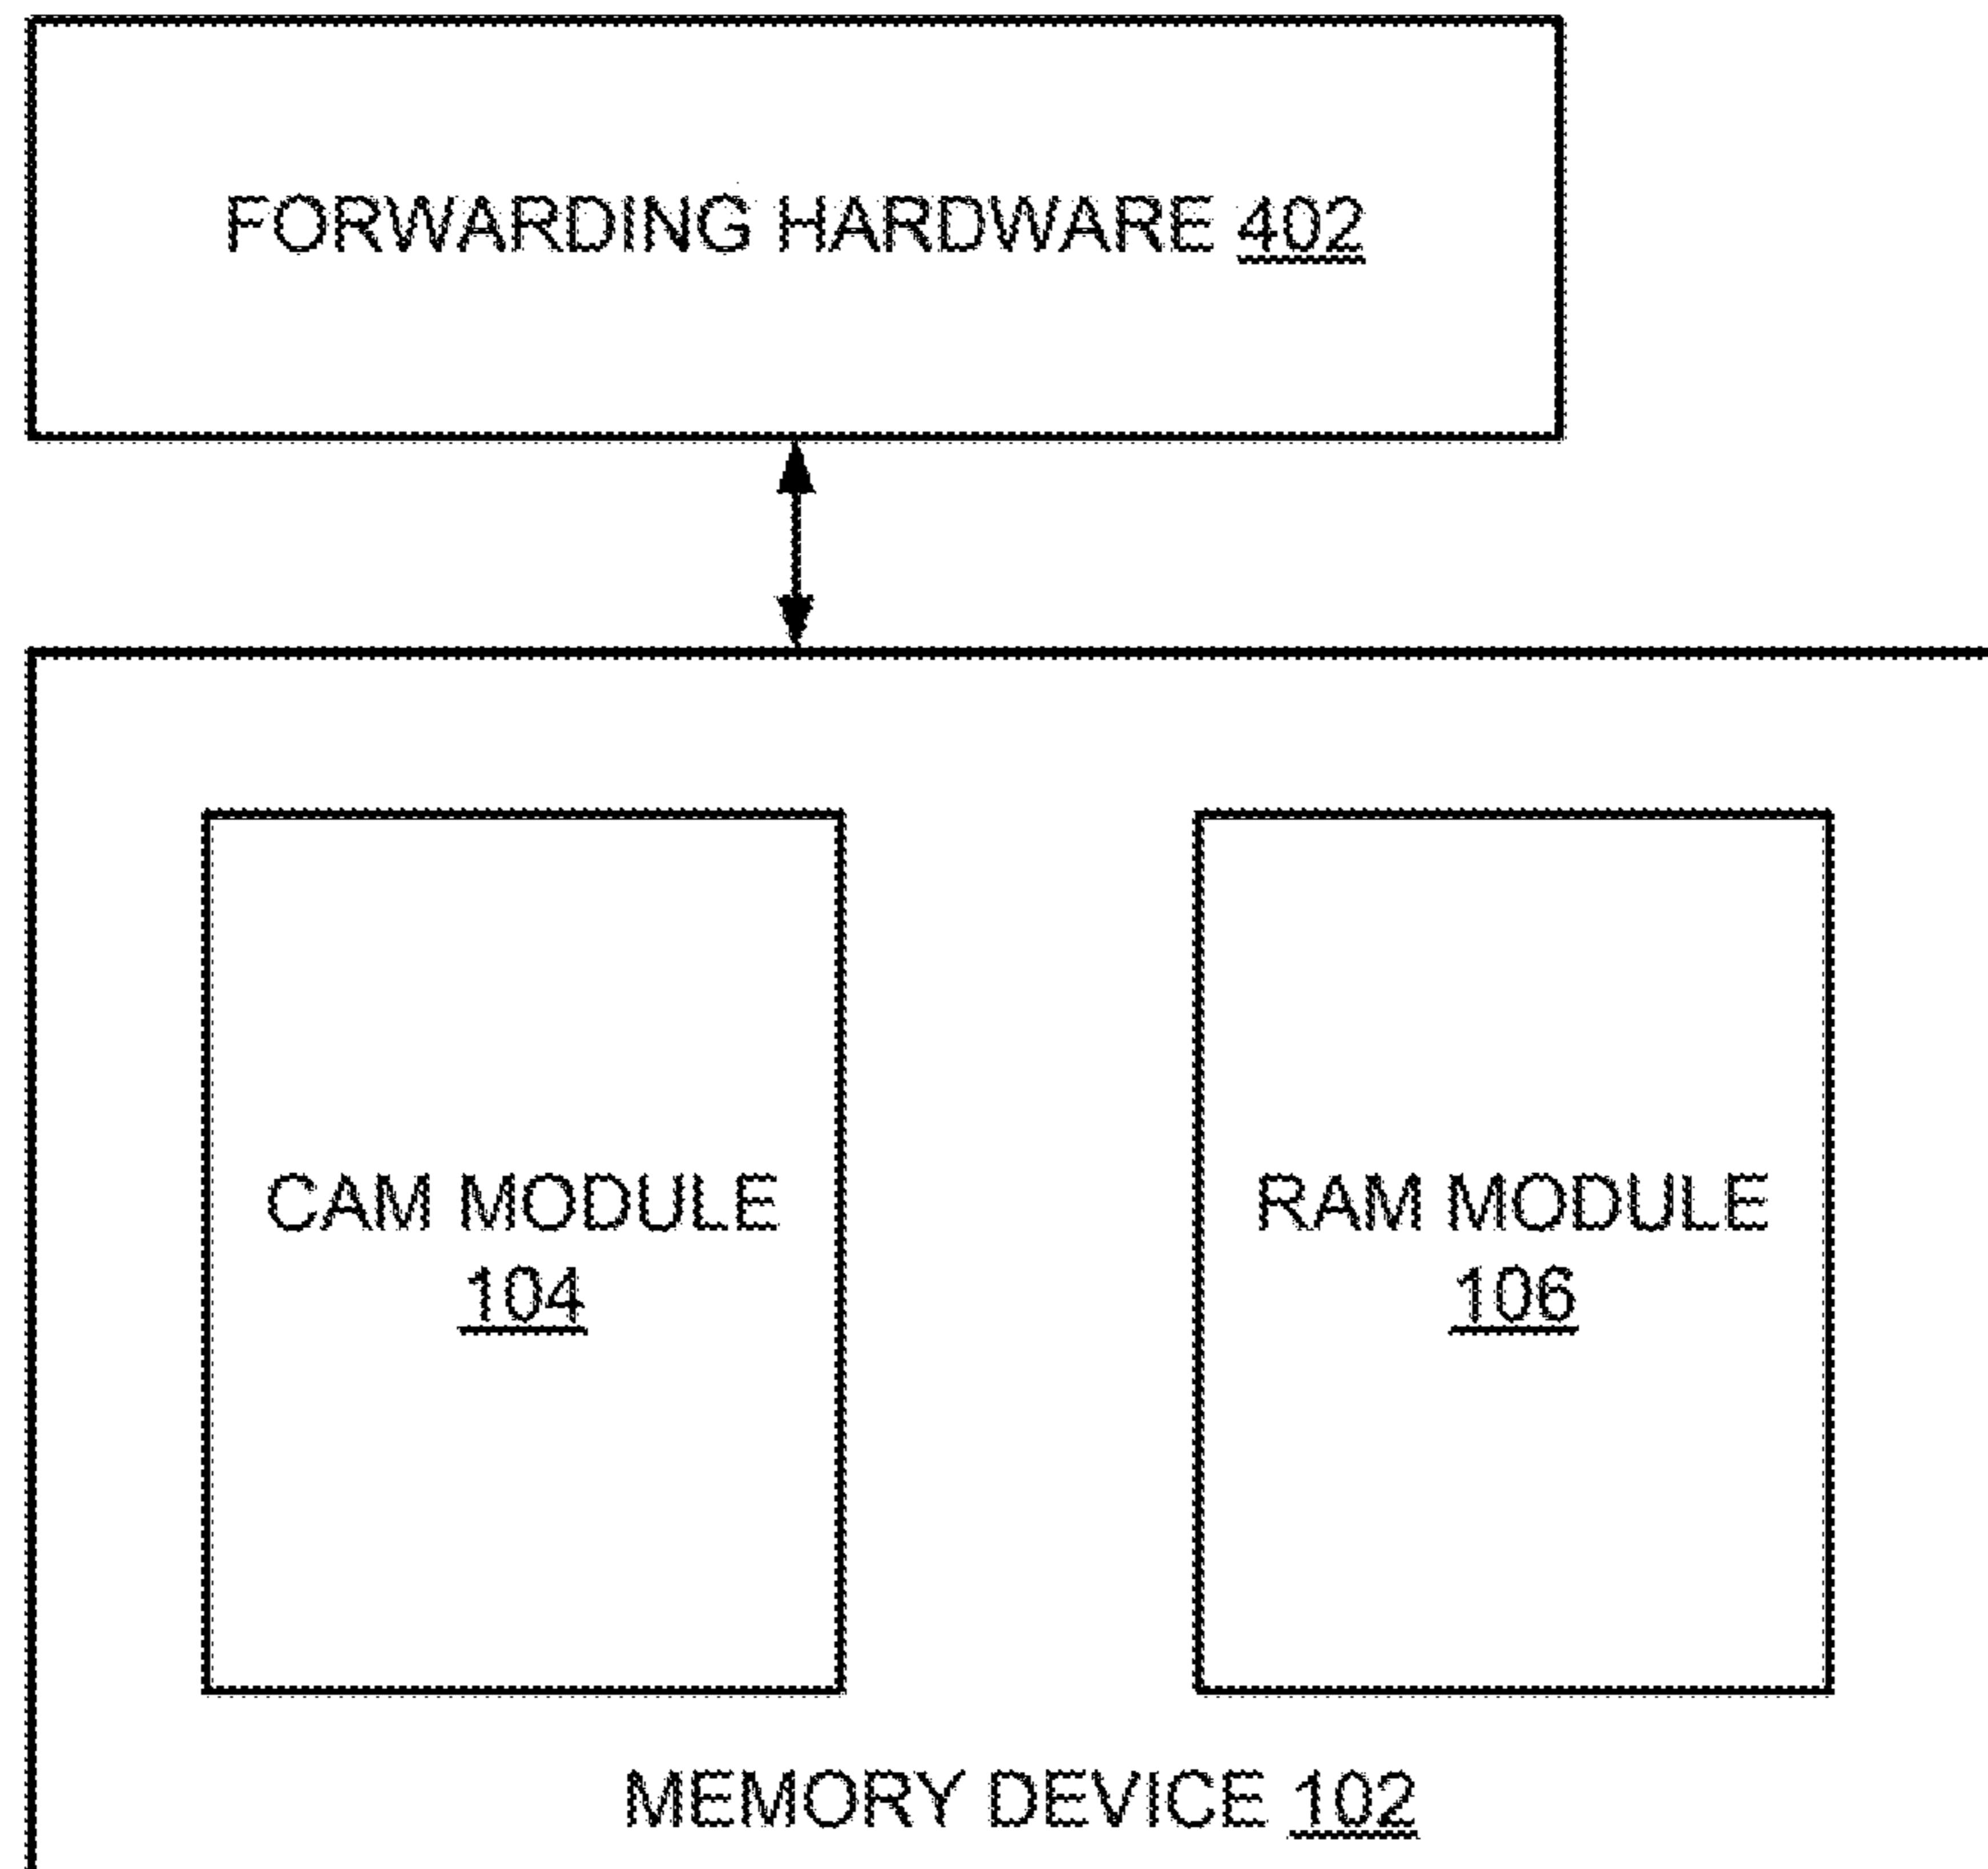 FORWARDING HARDWARE 402
CAM MODULE
104
RAM MODULE
106
MEMORY DEVICE 102